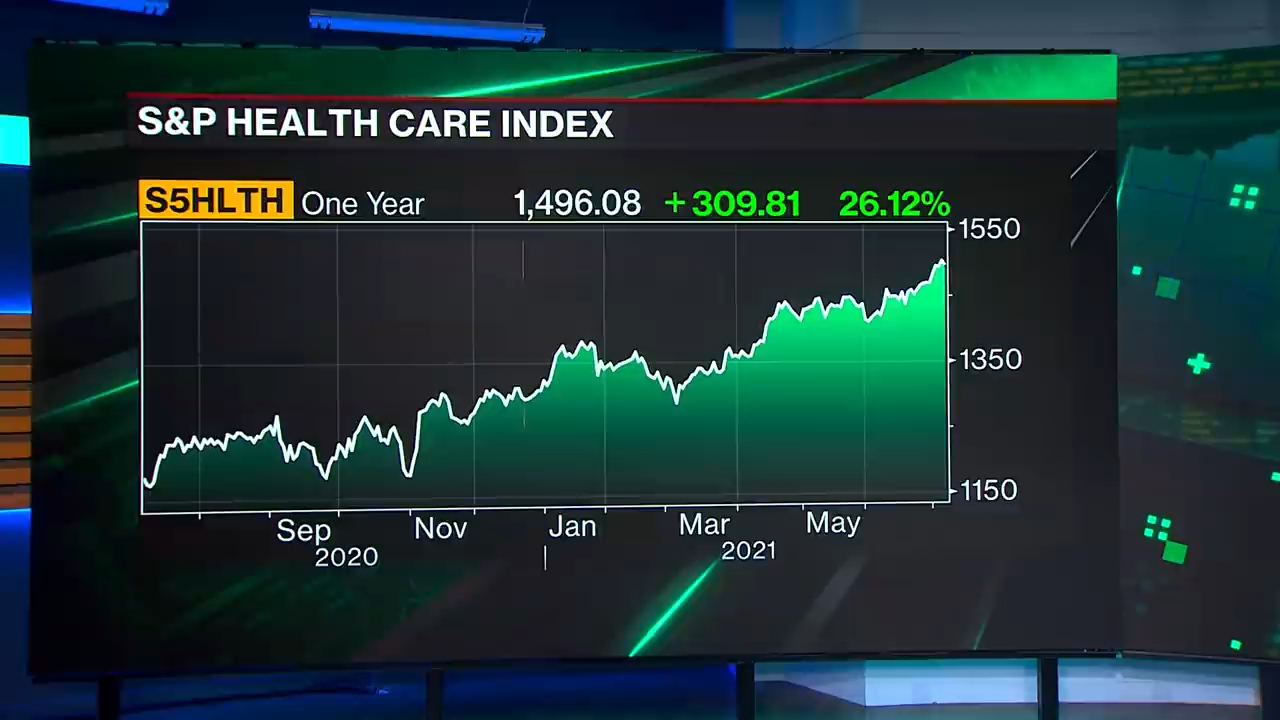 S&P HEALTH CARE INDEX
S5HLTH One Year 1,496.08 +309.81 26.12%
1550
1350
1150
Sep Nov Jan Mar May
2020 2021